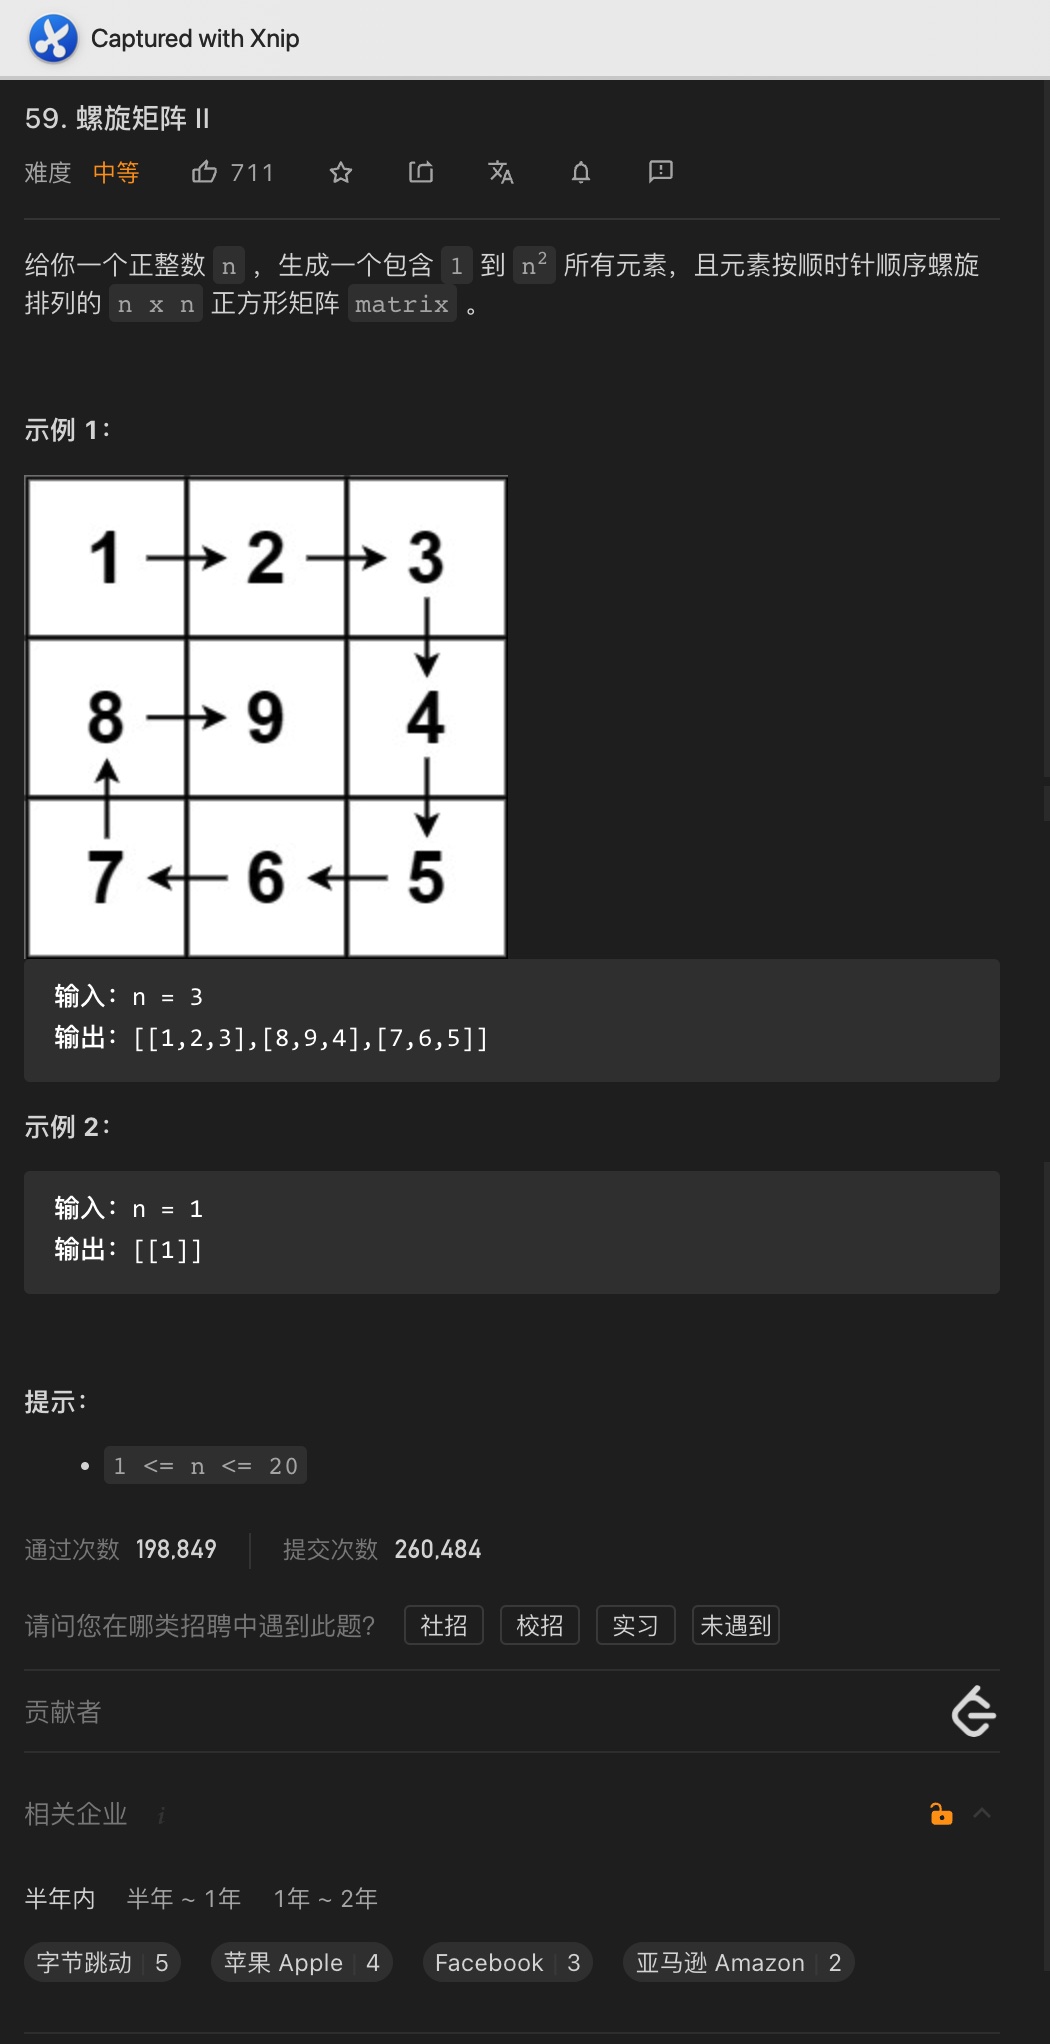 Captured with Xnip
59. 螺旋矩阵 II
难度 中等 711
给你一个正整数 n ，生成一个包含 1 到 n² 所有元素，且元素按顺时针顺序螺旋
排列的 n x n 正方形矩阵 matrix 。
示例 1：
1 2 3
8 9 4
7 6 5
输入：n = 3
输出：[[1,2,3],[8,9,4],[7,6,5]]
示例 2：
输入：n = 1
输出：[[1]]
提示：
1 <= n <= 20
通过次数 198,849 提交次数 260,484
请问您在哪类招聘中遇到此题？ 社招 校招 实习 未遇到
贡献者
相关企业 i
半年内 半年 ~ 1年 1年 ~ 2年
字节跳动 5 苹果 Apple 4 Facebook 3 亚马逊 Amazon 2